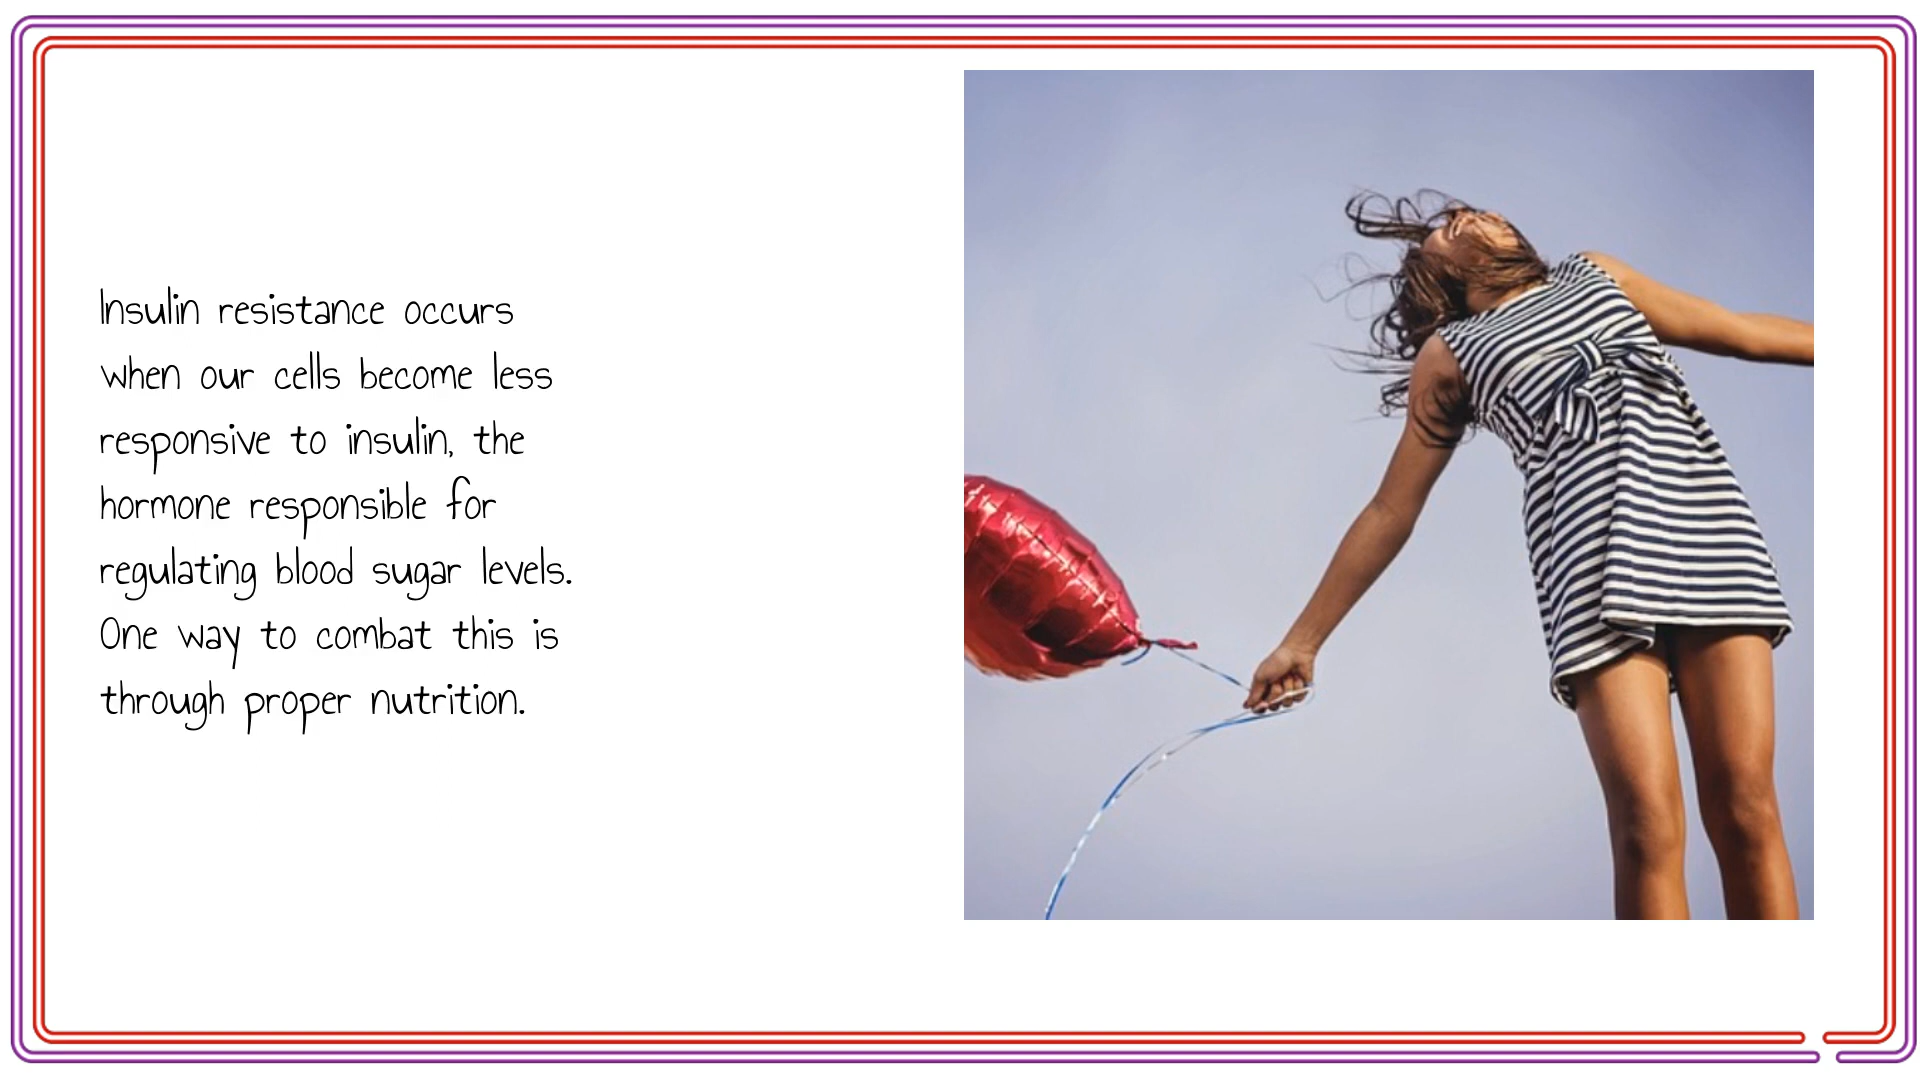 Insulin resistance occurs
when our cells become less
responsive to insulin, the
hormone responsible for
regulating blood sugar levels.
One way to combat this is
through proper nutrition.